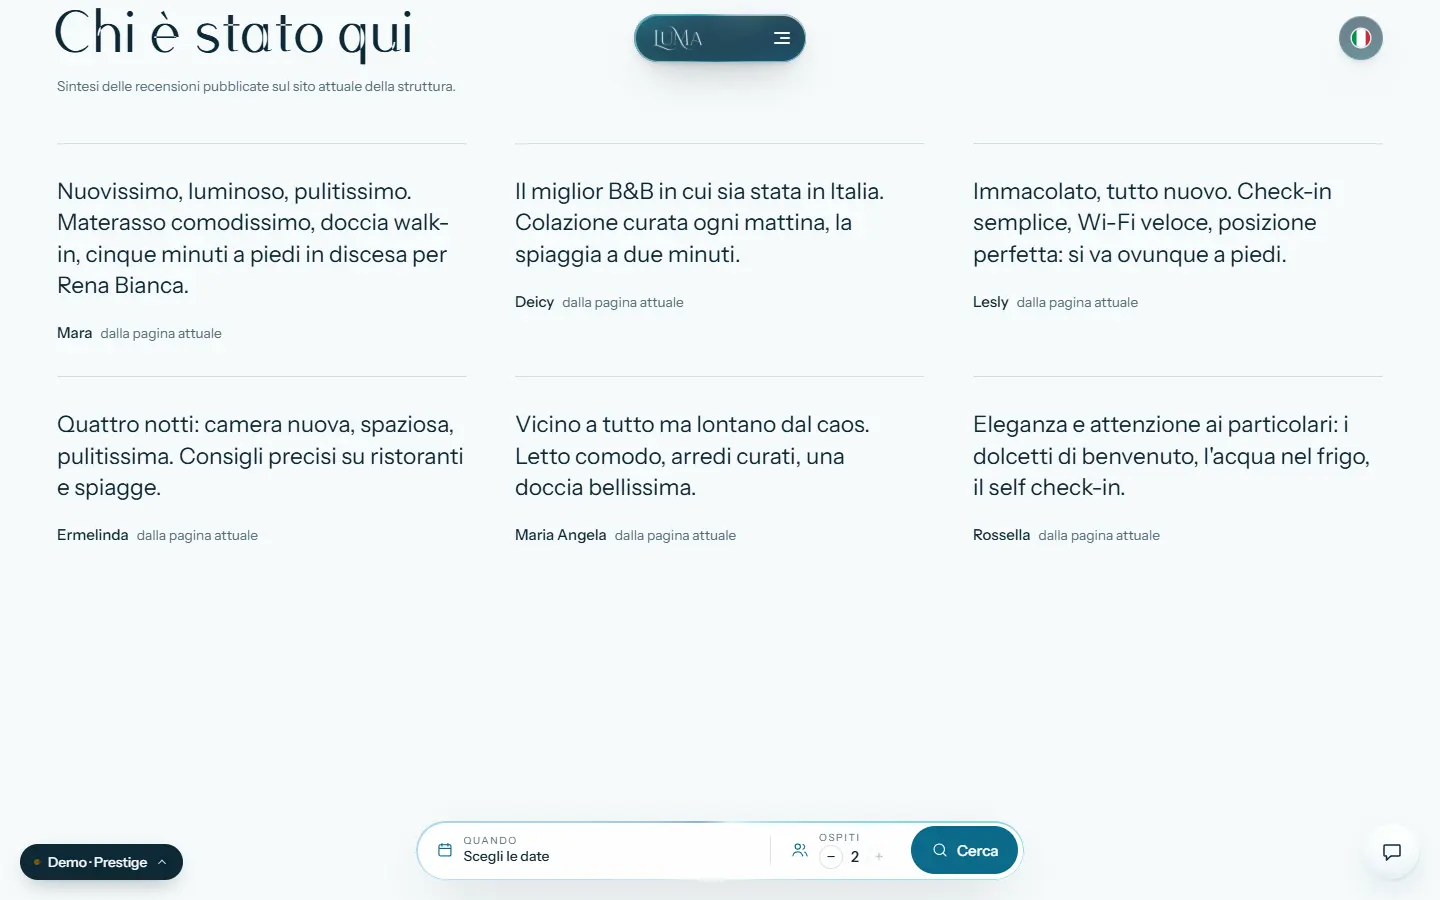 Chi è stato qui
LUMA
Sintesi delle recensioni pubblicate sul sito attuale della struttura.
Nuovissimo, luminoso, pulitissimo.
Materasso comodissimo, doccia walk-
in, cinque minuti a piedi in discesa per
Rena Bianca.
Mara dalla pagina attuale
Il miglior B&B in cui sia stata in Italia.
Colazione curata ogni mattina, la
spiaggia a due minuti.
Deicy dalla pagina attuale
Immacolato, tutto nuovo. Check-in
semplice, Wi-Fi veloce, posizione
perfetta: si va ovunque a piedi.
Lesly dalla pagina attuale
Quattro notti: camera nuova, spaziosa,
pulitissima. Consigli precisi su ristoranti
e spiagge.
Ermelinda dalla pagina attuale
Vicino a tutto ma lontano dal caos.
Letto comodo, arredi curati, una
doccia bellissima.
Maria Angela dalla pagina attuale
Eleganza e attenzione ai particolari: i
dolcetti di benvenuto, l'acqua nel frigo,
il self check-in.
Rossella dalla pagina attuale
Demo·Prestige
QUANDO
Scegli le date
OSPITI
− 2 +
Cerca